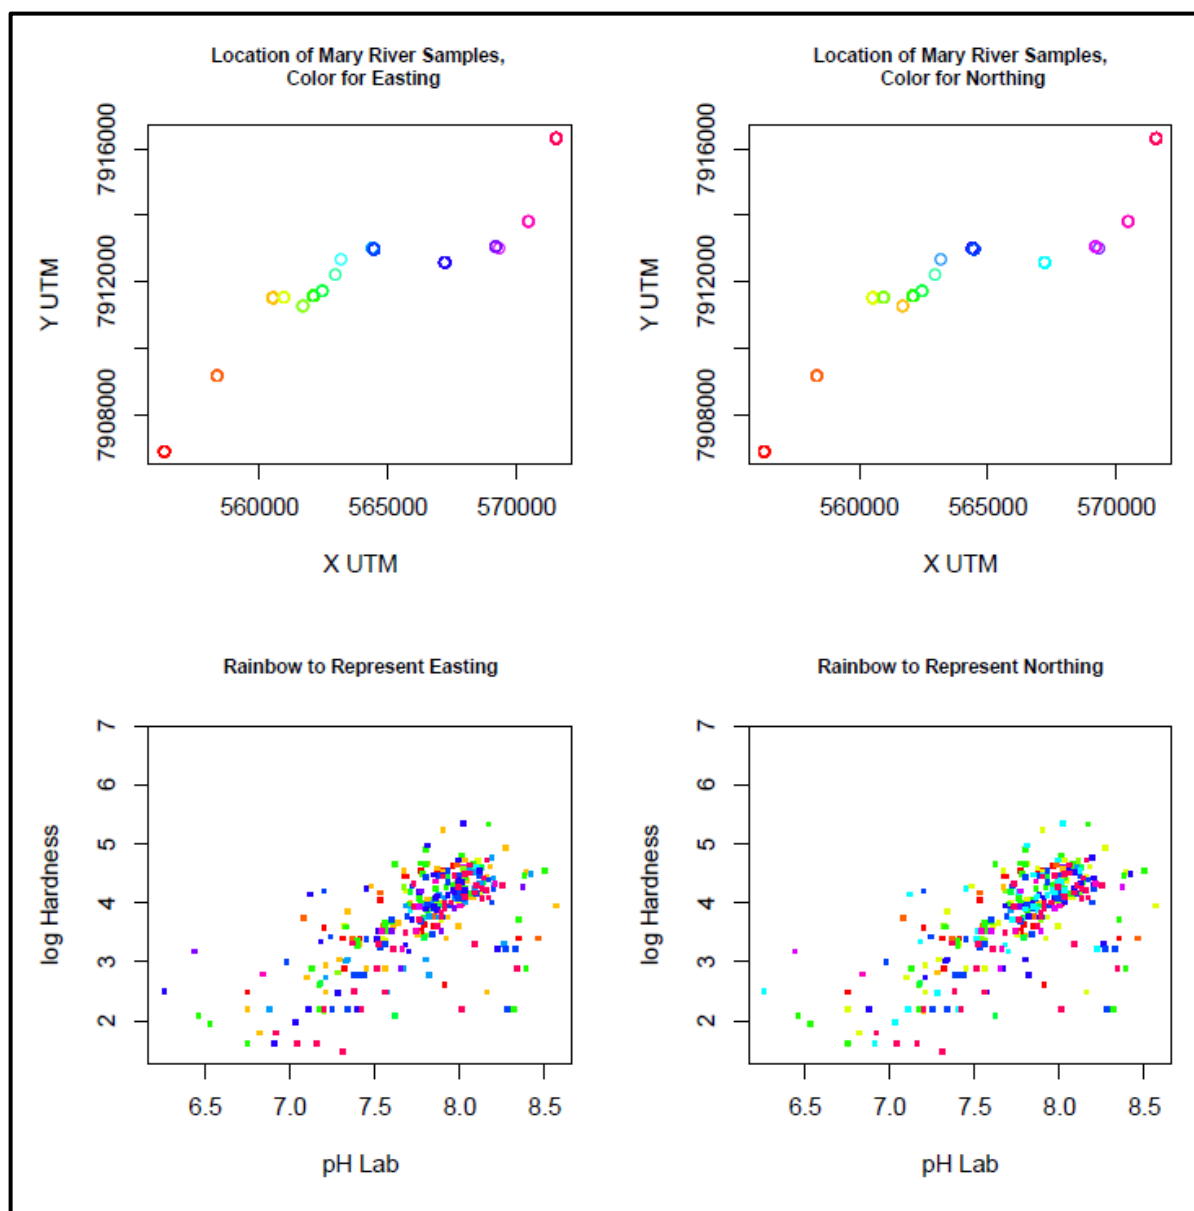 Location of Mary River Samples,
Color for Easting
Y UTM
7908000 7912000 7916000
560000 565000 570000
X UTM
Location of Mary River Samples,
Color for Northing
Y UTM
7908000 7912000 7916000
560000 565000 570000
X UTM
Rainbow to Represent Easting
log Hardness
2 3 4 5 6 7
6.5 7.0 7.5 8.0 8.5
pH Lab
Rainbow to Represent Northing
log Hardness
2 3 4 5 6 7
6.5 7.0 7.5 8.0 8.5
pH Lab